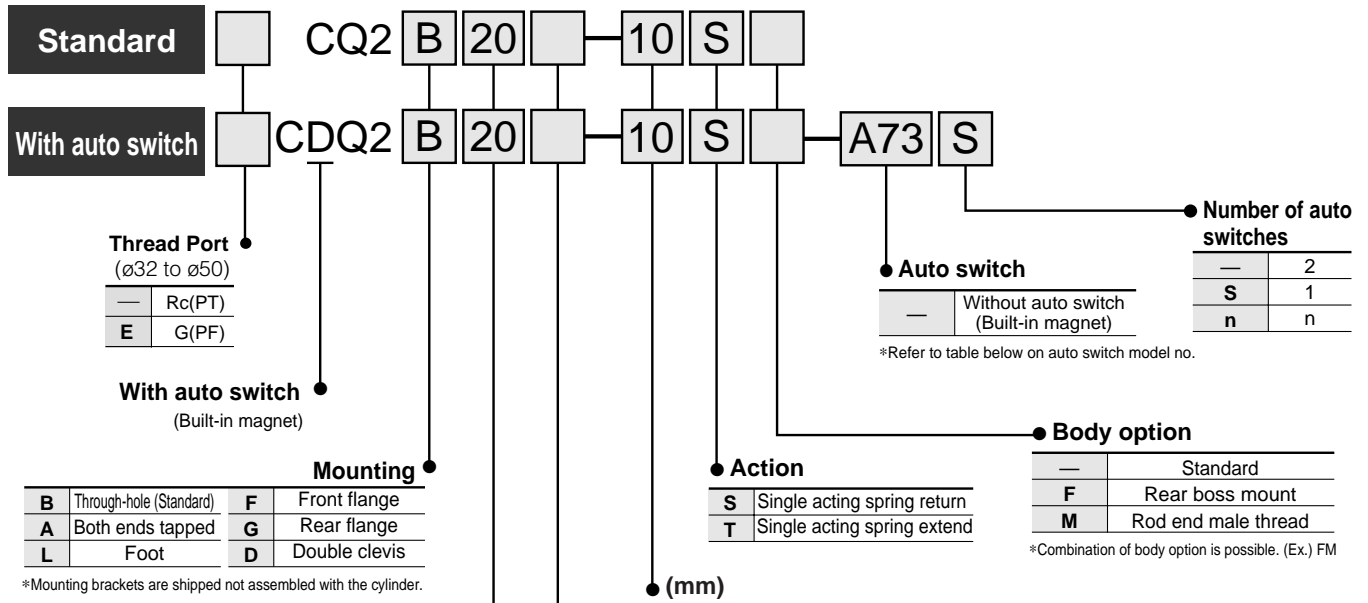 Standard CQ2 B 20 10 S
With auto switch CDQ2 B 20 10 S A73 S
Thread Port
(ø32 to ø50)
— Rc(PT)
E G(PF)
With auto switch
(Built-in magnet)
Mounting
B Through-hole (Standard) F Front flange
A Both ends tapped G Rear flange
L Foot D Double clevis
*Mounting brackets are shipped not assembled with the cylinder.
Action
S Single acting spring return
T Single acting spring extend
(mm)
Auto switch
— Without auto switch
(Built-in magnet)
*Refer to table below on auto switch model no.
Number of auto
switches
— 2
S 1
n n
Body option
— Standard
F Rear boss mount
M Rod end male thread
*Combination of body option is possible. (Ex.) FM